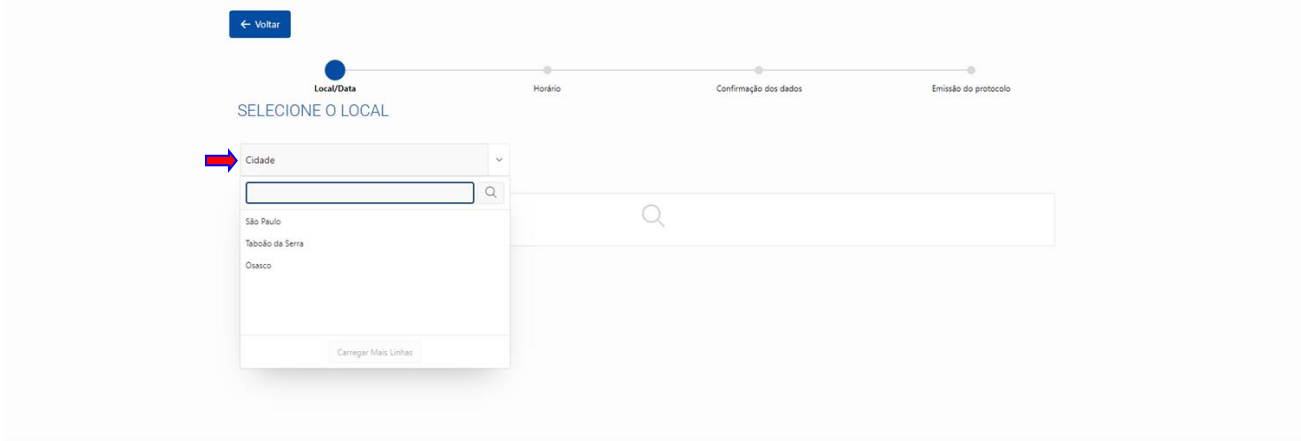 ← Voltar
Local/Data
Horário
Confirmação dos dados
Emissão do protocolo
SELECIONE O LOCAL
Cidade
São Paulo
Taboão da Serra
Osasco
Carregar Mais Linhas